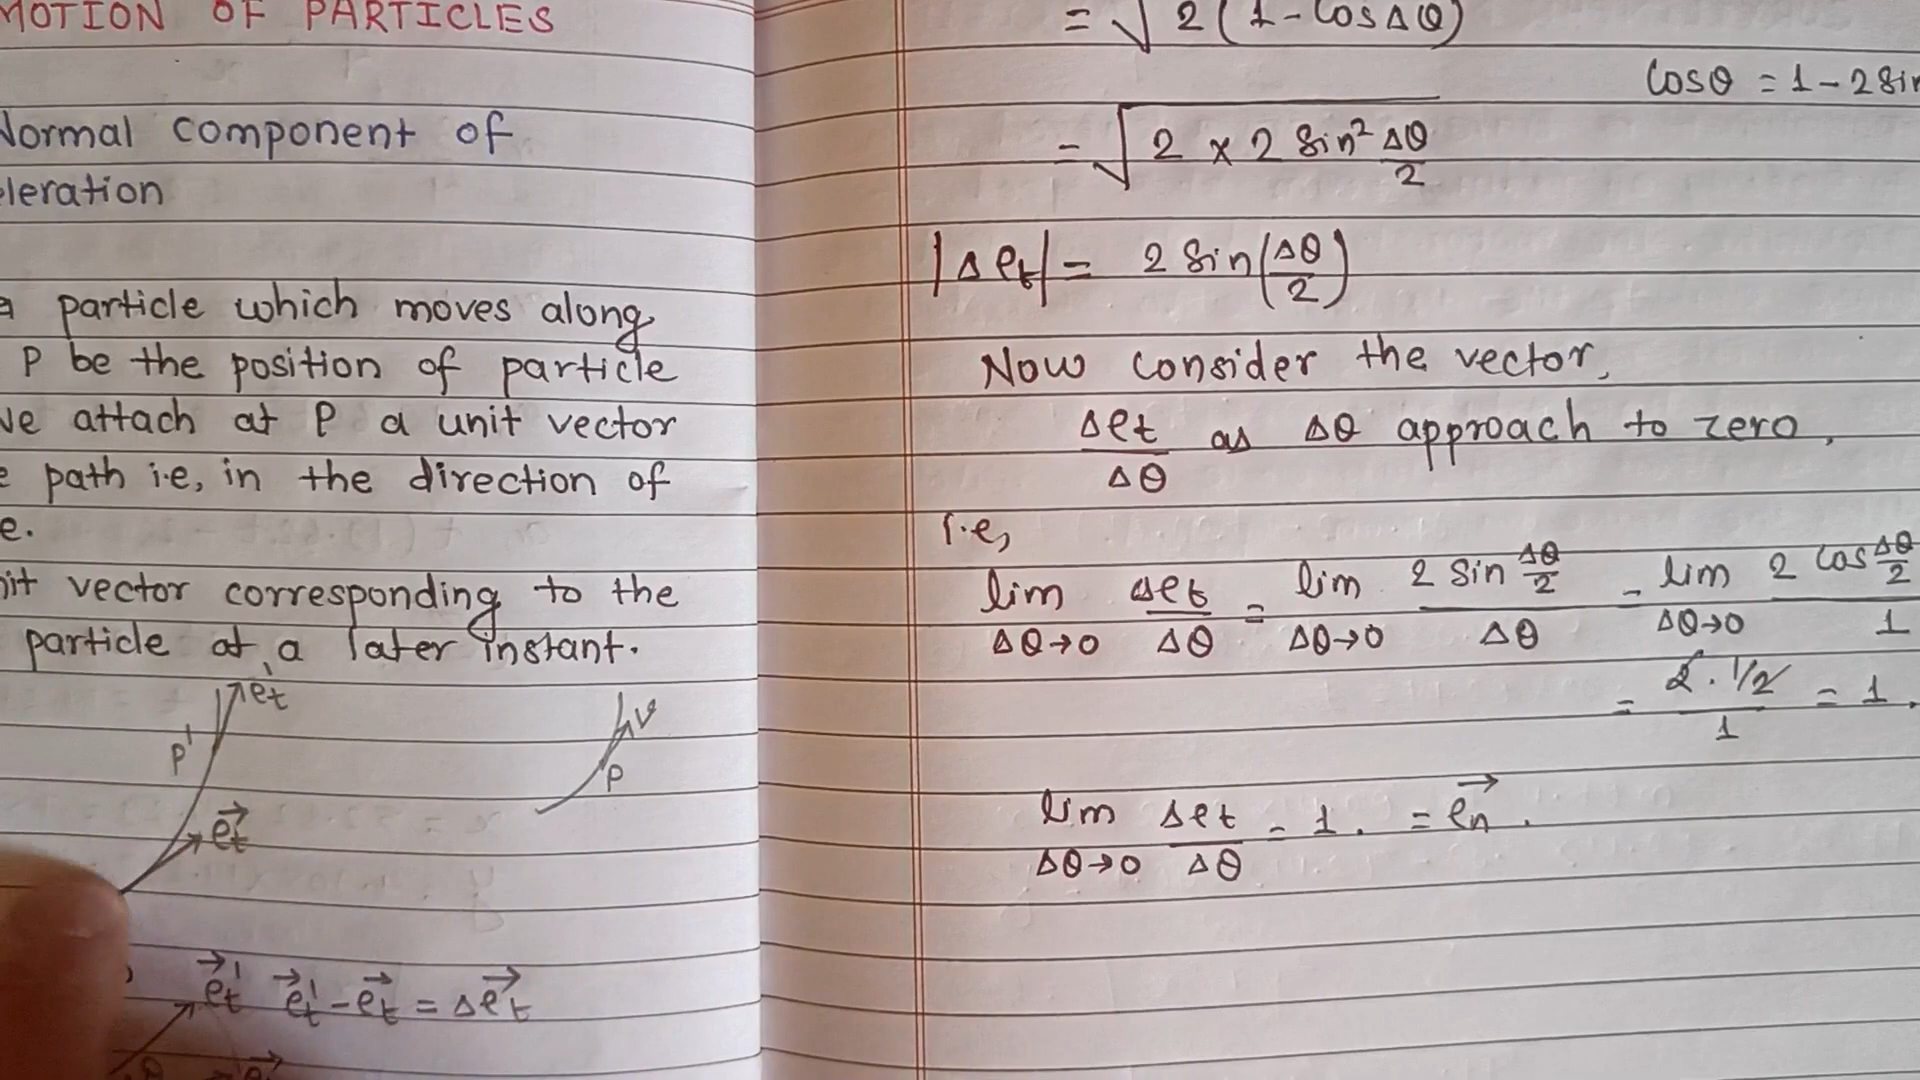 MOTION OF PARTICLES
Normal component of
leration
particle which moves along
P be the position of particle
We attach at P a unit vector
path i.e, in the direction of
e.
vector corresponding to the
particle at a later instant.
e't
P'
v
P
→et
→e't →e't - →et = Δ→et
= √2(1 - CosΔθ)
Cosθ = 1 - 2 Sin
= √2 × 2 Sin² Δθ/2
|Δet| = 2 Sin(Δθ/2)
Now consider the vector,
Δet/Δθ as Δθ approach to zero,
i.e,
lim Δθ→0 Δet/Δθ = lim Δθ→0 2 Sin Δθ/2 / Δθ = lim Δθ→0 2 Cos Δθ/2 / 1
= 2 · 1/2 / 1 = 1.
lim Δθ→0 Δet/Δθ = 1. = →en.